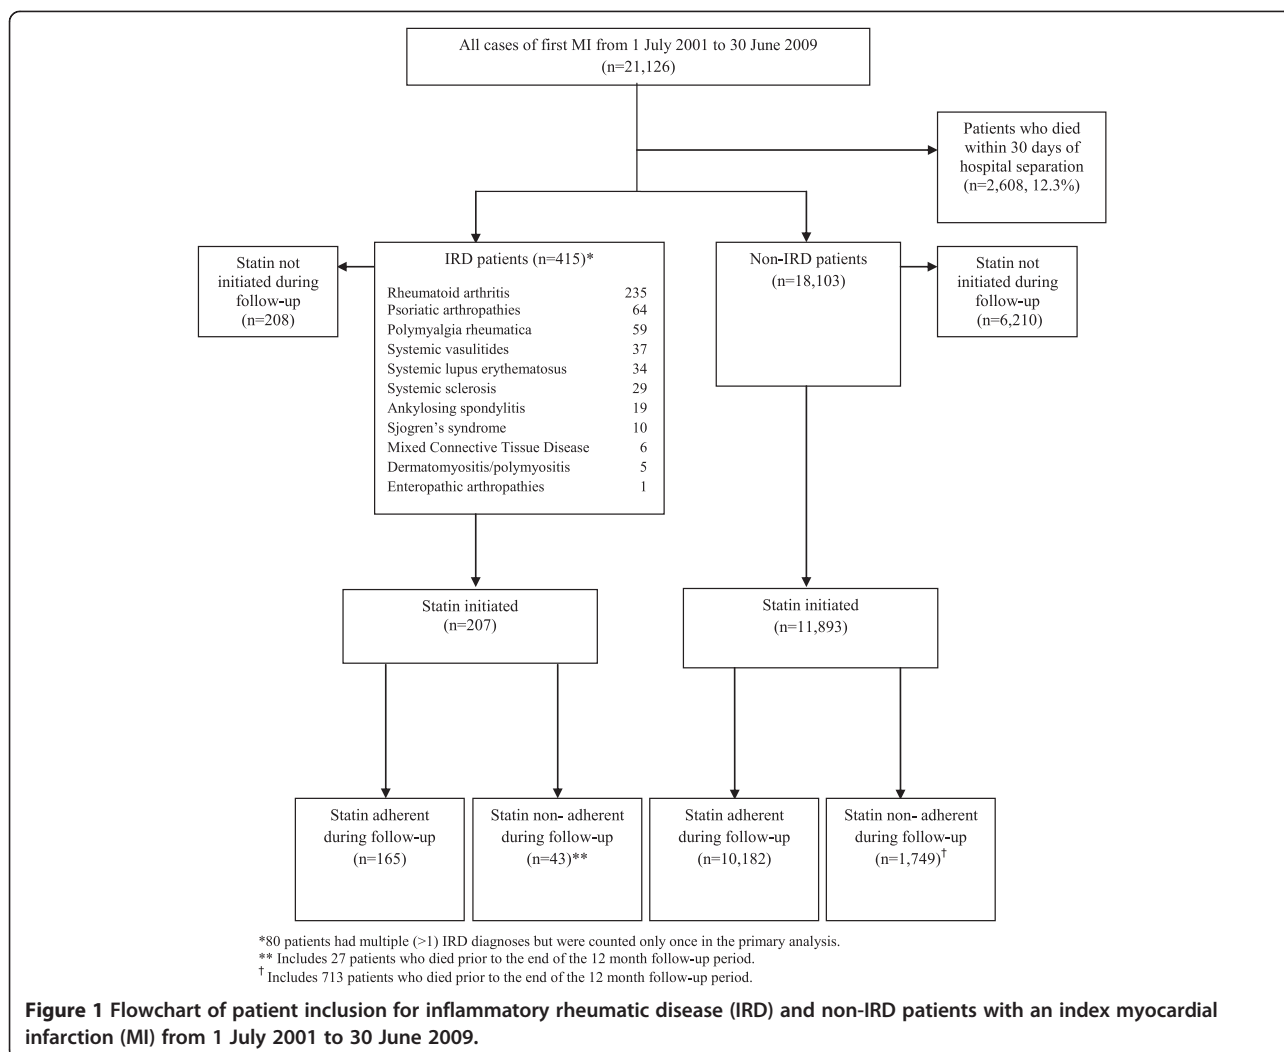 All cases of first MI from 1 July 2001 to 30 June 2009
(n=21,126)
Patients who died
within 30 days of
hospital separation
(n=2,608, 12.3%)
Statin not
initiated during
follow-up
(n=208)
IRD patients (n=415)*
Rheumatoid arthritis 235
Psoriatic arthropathies 64
Polymyalgia rheumatica 59
Systemic vasulitides 37
Systemic lupus erythematosus 34
Systemic sclerosis 29
Ankylosing spondylitis 19
Sjogren's syndrome 10
Mixed Connective Tissue Disease 6
Dermatomyositis/polymyositis 5
Enteropathic arthropathies 1
Non-IRD patients
(n=18,103)
Statin not
initiated during
follow-up
(n=6,210)
Statin initiated
(n=207)
Statin initiated
(n=11,893)
Statin adherent
during follow-up
(n=165)
Statin non- adherent
during follow-up
(n=43)**
Statin adherent
during follow-up
(n=10,182)
Statin non- adherent
during follow-up
(n=1,749)†
*80 patients had multiple (>1) IRD diagnoses but were counted only once in the primary analysis.
** Includes 27 patients who died prior to the end of the 12 month follow-up period.
† Includes 713 patients who died prior to the end of the 12 month follow-up period.
Figure 1 Flowchart of patient inclusion for inflammatory rheumatic disease (IRD) and non-IRD patients with an index myocardial
infarction (MI) from 1 July 2001 to 30 June 2009.